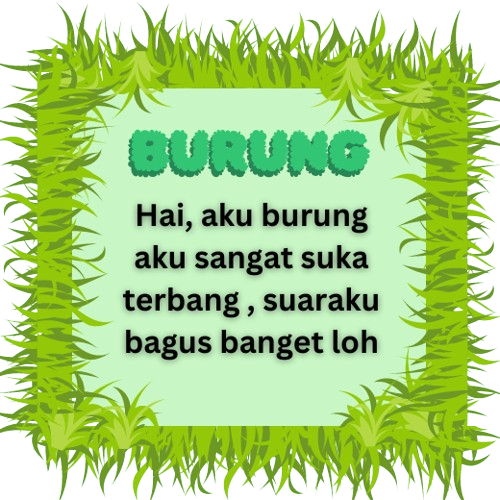 BURUNG
Hai, aku burung
aku sangat suka
terbang , suaraku
bagus banget loh